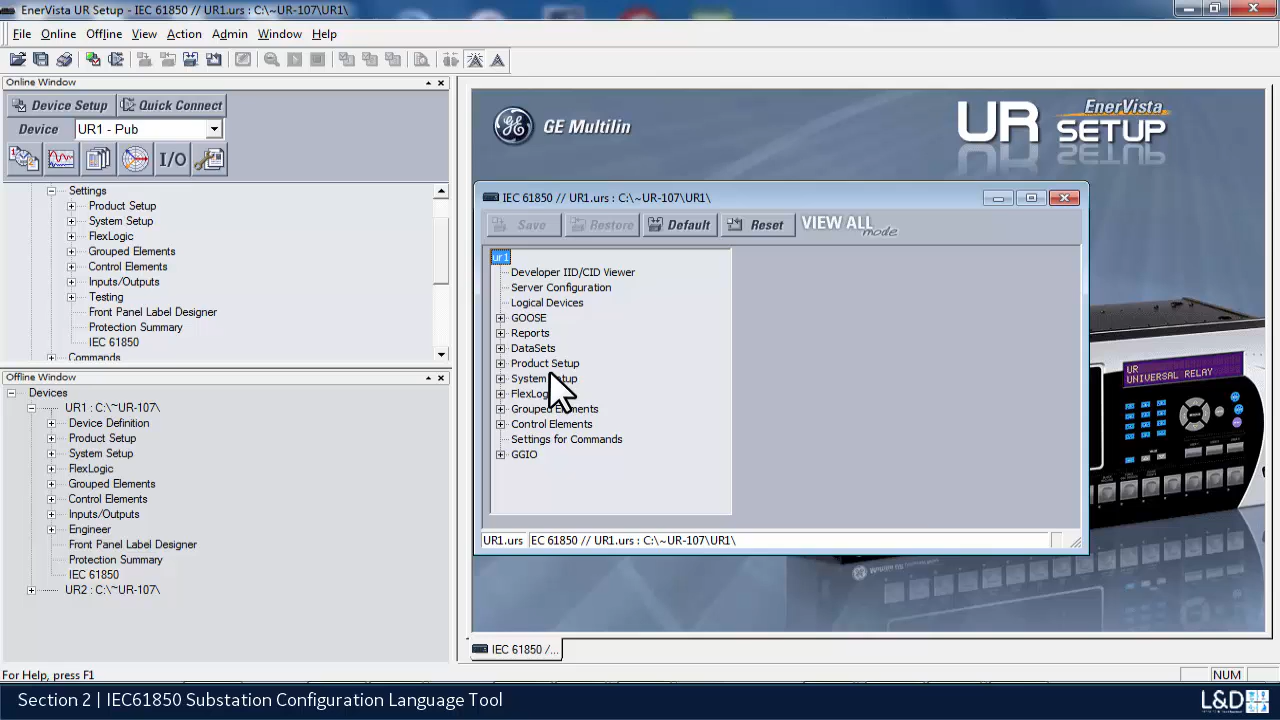 EnerVista UR Setup - IEC 61850 // UR1.urs : C:\~UR-107\UR1\
File Online Offline View Action Admin Window Help
Online Window
Device Setup Quick Connect
Device UR1 - Pub
I/O
Settings
Product Setup
System Setup
FlexLogic
Grouped Elements
Control Elements
Inputs/Outputs
Testing
Front Panel Label Designer
Protection Summary
IEC 61850
Commands
Offline Window
Devices
UR1 : C:\~UR-107\
Device Definition
Product Setup
System Setup
FlexLogic
Grouped Elements
Control Elements
Inputs/Outputs
Engineer
Front Panel Label Designer
Protection Summary
IEC 61850
UR2 : C:\~UR-107\
GE Multilin
UR EnerVista SETUP
IEC 61850 // UR1.urs : C:\~UR-107\UR1\
Save Restore Default Reset VIEW ALL mode
ur1
Developer IID/CID Viewer
Server Configuration
Logical Devices
GOOSE
Reports
DataSets
Product Setup
System Setup
FlexLogic
Grouped Elements
Control Elements
Settings for Commands
GGIO
UR1.urs EC 61850 // UR1.urs : C:\~UR-107\UR1\
UR
UNIVERSAL RELAY
IEC 61850 /...
For Help, press F1
NUM
Section 2 | IEC61850 Substation Configuration Language Tool
L&D